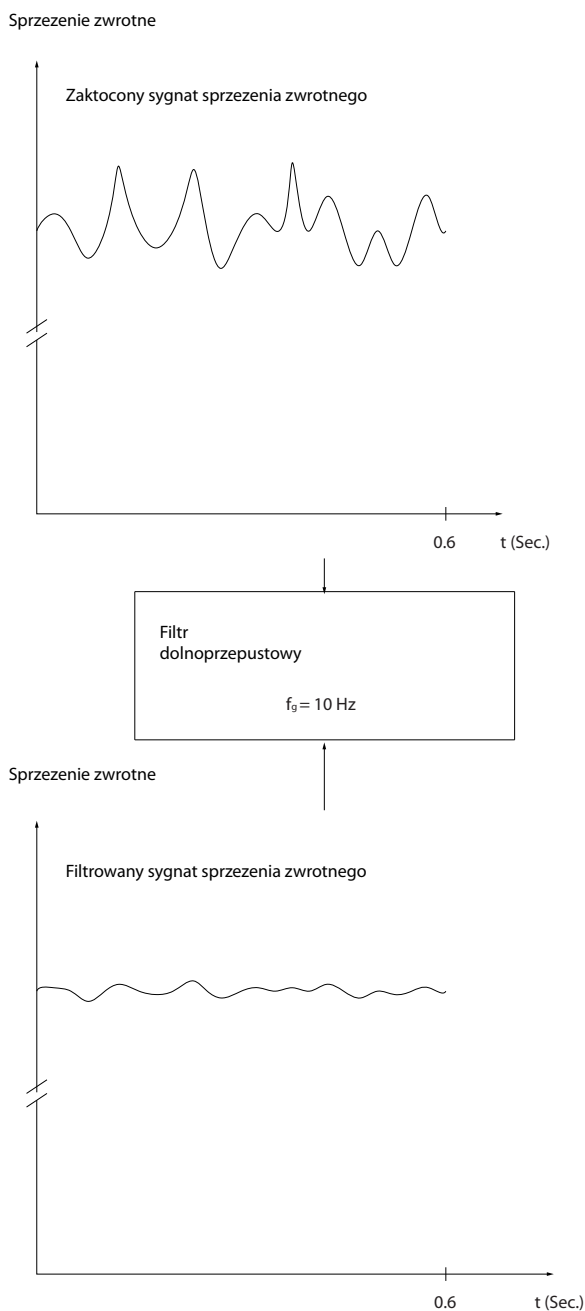 Sprzezenie zwrotne
Zaktocony sygnat sprzezenia zwrotnego
0.6 t (Sec.)
Filtr
dolnoprzepustowy
fg = 10 Hz
Sprzezenie zwrotne
Filtrowany sygnat sprzezenia zwrotnego
0.6 t (Sec.)